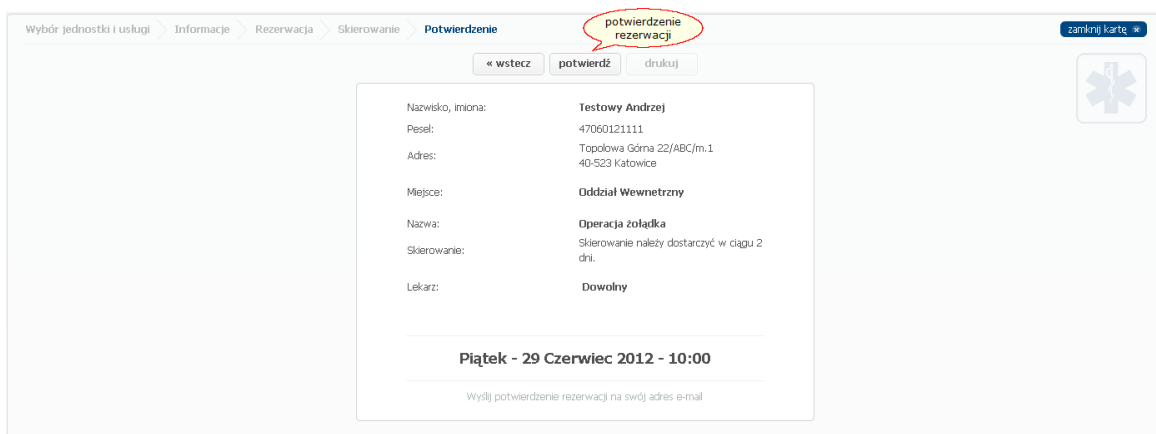 Wybór jednostki i usługi Informacje Rezerwacja Skierowanie Potwierdzenie
potwierdzenie
rezerwacji
zamknij kartę
« wstecz potwierdź drukuj
Nazwisko, imiona: Testowy Andrzej
Pesel: 47060121111
Adres: Topolowa Górna 22/ABC/m.1
40-523 Katowice
Miejsce: Oddział Wewnetrzny
Nazwa: Operacja żołądka
Skierowanie: Skierowanie należy dostarczyć w ciągu 2
dni.
Lekarz: Dowolny
Piątek - 29 Czerwiec 2012 - 10:00
Wyślij potwierdzenie rezerwacji na swój adres e-mail